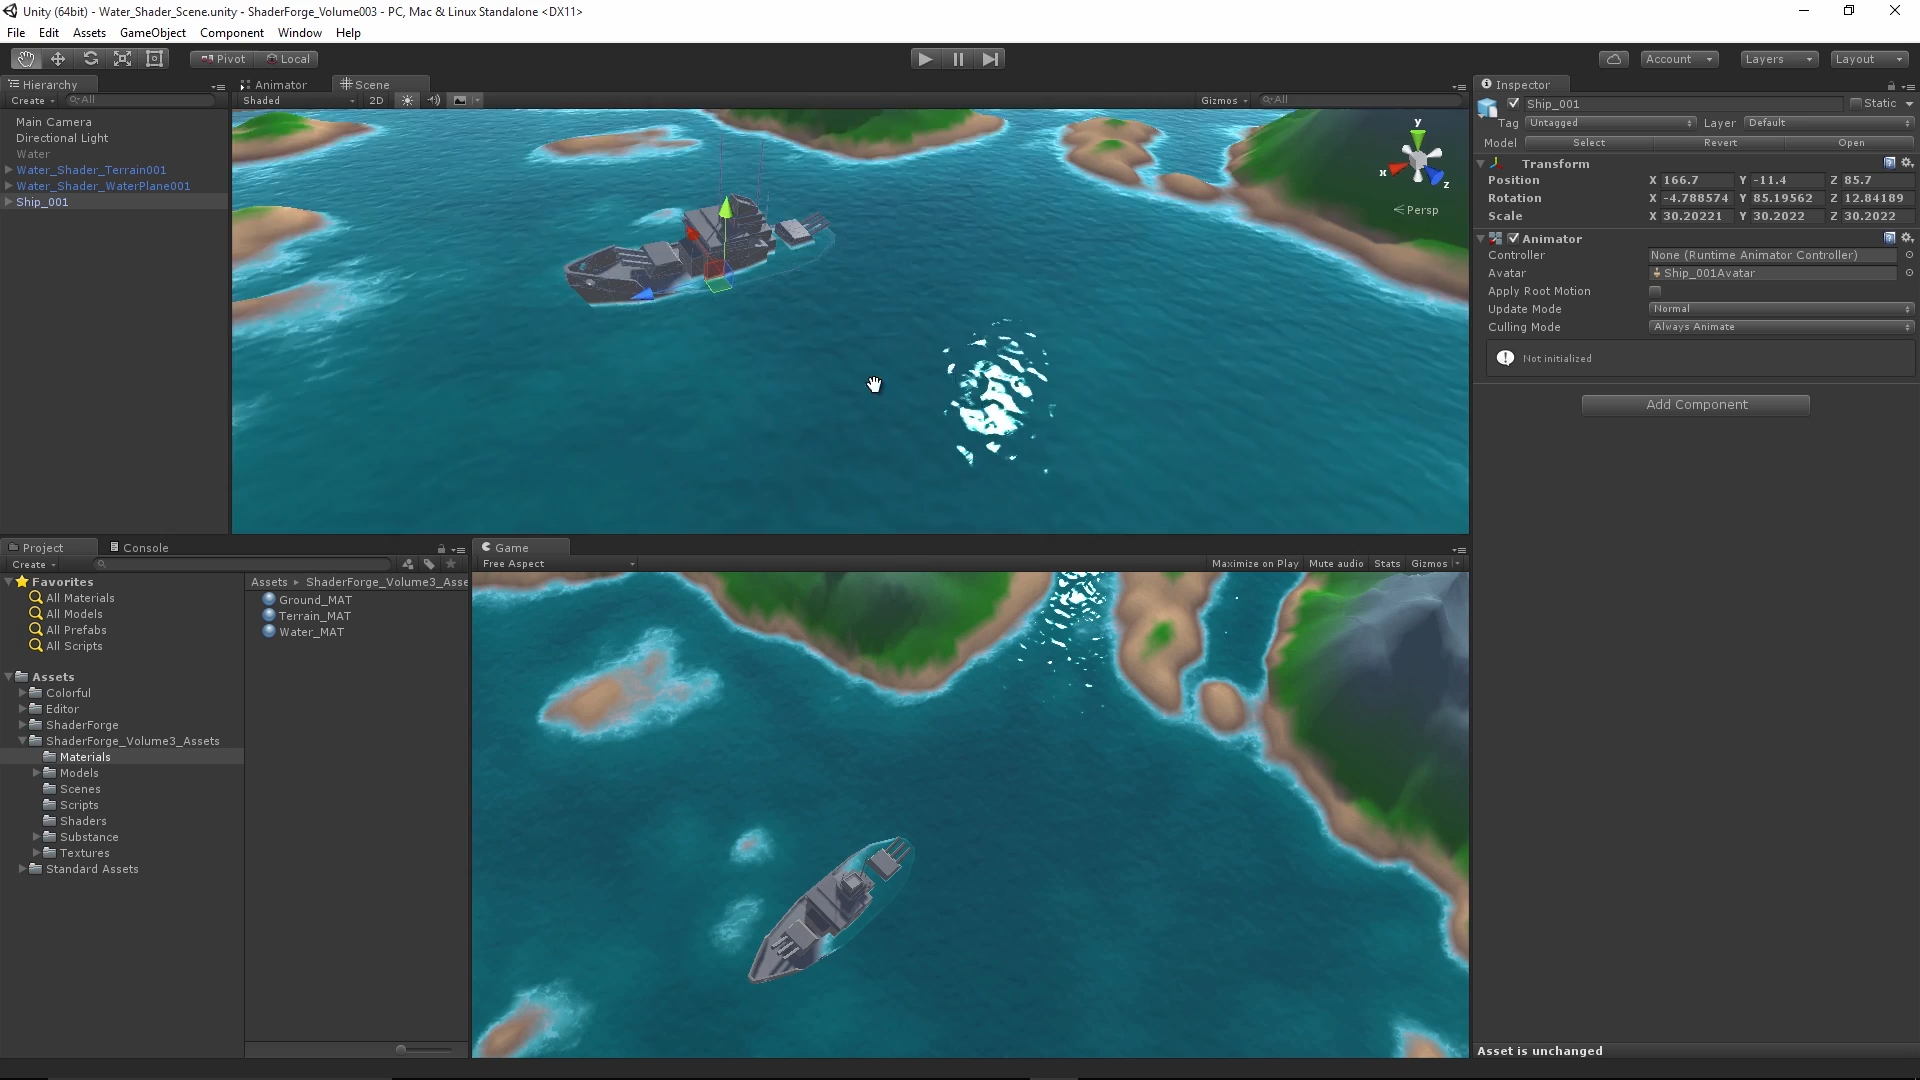 Unity (64bit) - Water_Shader_Scene.unity - ShaderForge_Volume003 - PC, Mac & Linux Standalone <DX11>
File Edit Assets GameObject Component Window Help
Pivot Local Account Layers Layout
Hierarchy
Create All
Main Camera
Directional Light
Water
Water_Shader_Terrain001
Water_Shader_WaterPlane001
Ship_001
Animator Scene
Shaded 2D Gizmos All
y
x
z
Persp
Inspector
Ship_001 Static
Tag Untagged Layer Default
Model Select Revert Open
Transform
Position X 166.7 Y -11.4 Z 85.7
Rotation X -4.788574 Y 85.19562 Z 12.84189
Scale X 30.20221 Y 30.2022 Z 30.2022
Animator
Controller None (Runtime Animator Controller)
Avatar Ship_001Avatar
Apply Root Motion
Update Mode Normal
Culling Mode Always Animate
Not initialized
Add Component
Project Console
Create
Favorites
All Materials
All Models
All Prefabs
All Scripts
Assets
Colorful
Editor
ShaderForge
ShaderForge_Volume3_Assets
Materials
Models
Scenes
Scripts
Shaders
Substance
Textures
Standard Assets
Assets ShaderForge_Volume3_Asse
Ground_MAT
Terrain_MAT
Water_MAT
Game
Free Aspect Maximize on Play Mute audio Stats Gizmos
Asset is unchanged